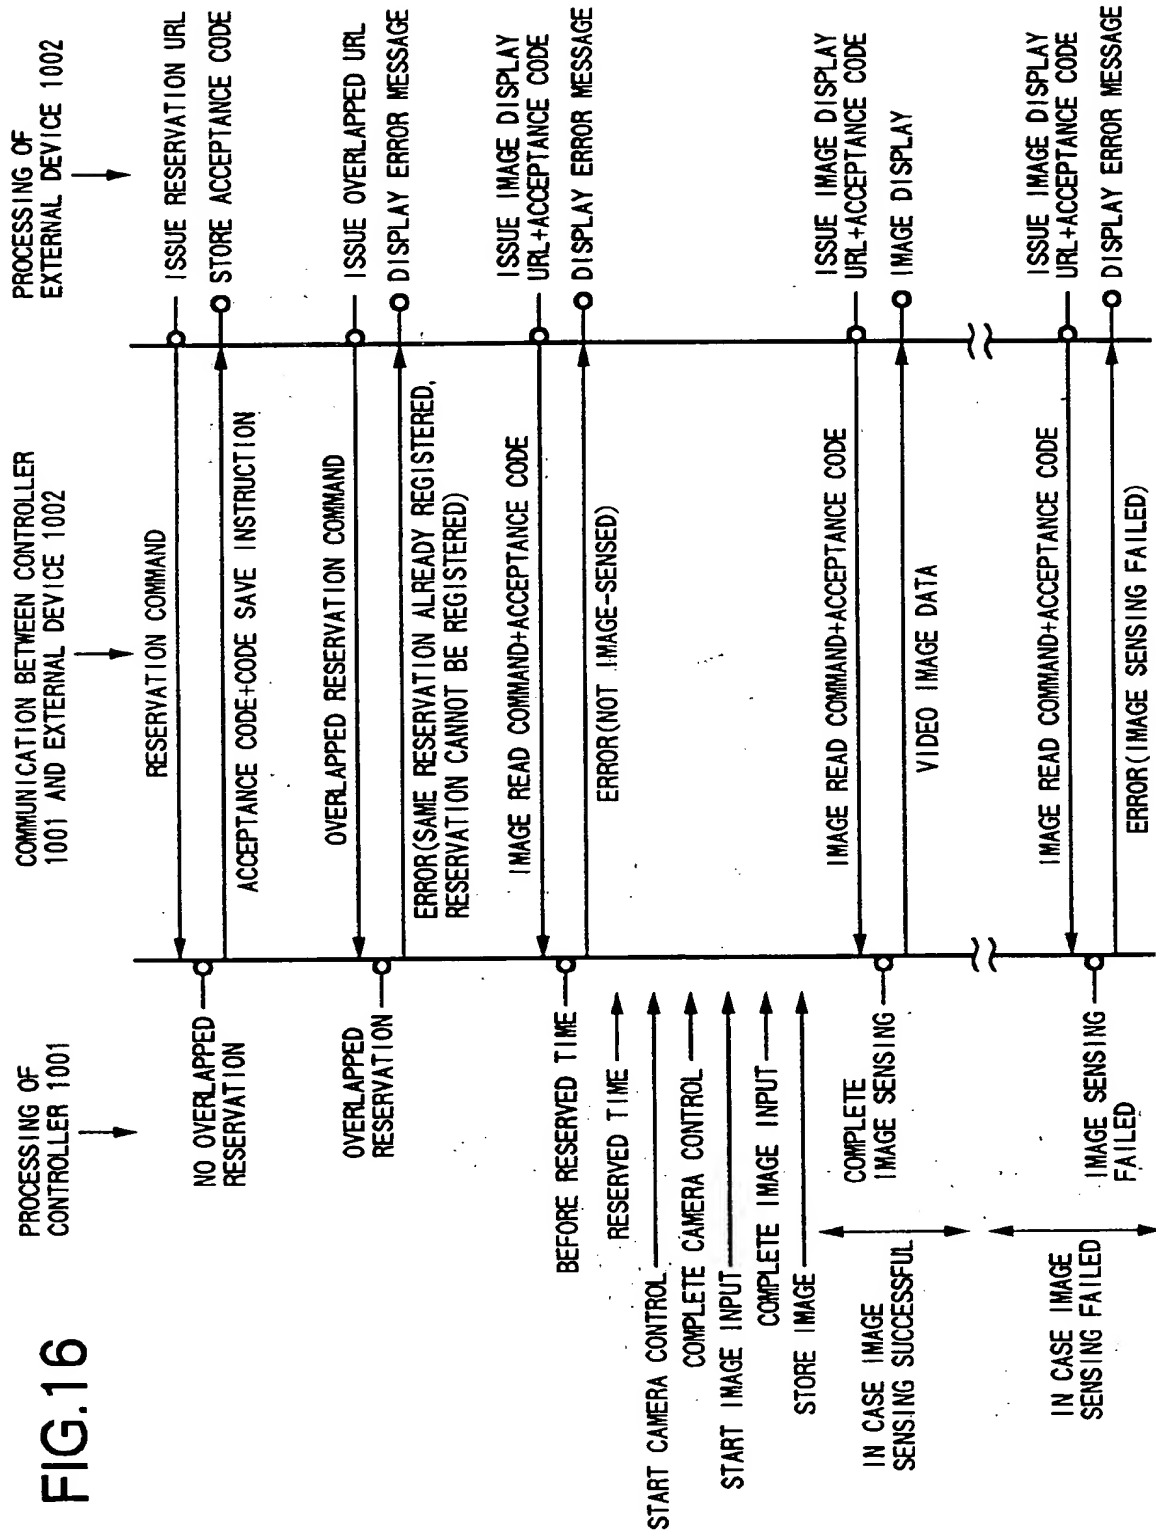 FIG.16
PROCESSING OF
CONTROLLER 1001
COMMUNICATION BETWEEN CONTROLLER
1001 AND EXTERNAL DEVICE 1002
PROCESSING OF
EXTERNAL DEVICE 1002
NO OVERLAPPED
RESERVATION
RESERVATION COMMAND
ISSUE RESERVATION URL
ACCEPTANCE CODE+CODE SAVE INSTRUCTION
STORE ACCEPTANCE CODE
OVERLAPPED
RESERVATION
OVERLAPPED RESERVATION COMMAND
ISSUE OVERLAPPED URL
ERROR(SAME RESERVATION ALREADY REGISTERED,
RESERVATION CANNOT BE REGISTERED)
DISPLAY ERROR MESSAGE
BEFORE RESERVED TIME
IMAGE READ COMMAND+ACCEPTANCE CODE
ISSUE IMAGE DISPLAY
URL+ACCEPTANCE CODE
ERROR(NOT IMAGE-SENSED)
DISPLAY ERROR MESSAGE
RESERVED TIME
START CAMERA CONTROL
COMPLETE CAMERA CONTROL
START IMAGE INPUT
COMPLETE IMAGE INPUT
STORE IMAGE
IN CASE IMAGE
SENSING SUCCESSFUL
COMPLETE
IMAGE SENSING
IMAGE READ COMMAND+ACCEPTANCE CODE
ISSUE IMAGE DISPLAY
URL+ACCEPTANCE CODE
VIDEO IMAGE DATA
IMAGE DISPLAY
IN CASE IMAGE
SENSING FAILED
IMAGE SENSING
FAILED
IMAGE READ COMMAND+ACCEPTANCE CODE
ISSUE IMAGE DISPLAY
URL+ACCEPTANCE CODE
ERROR(IMAGE SENSING FAILED)
DISPLAY ERROR MESSAGE